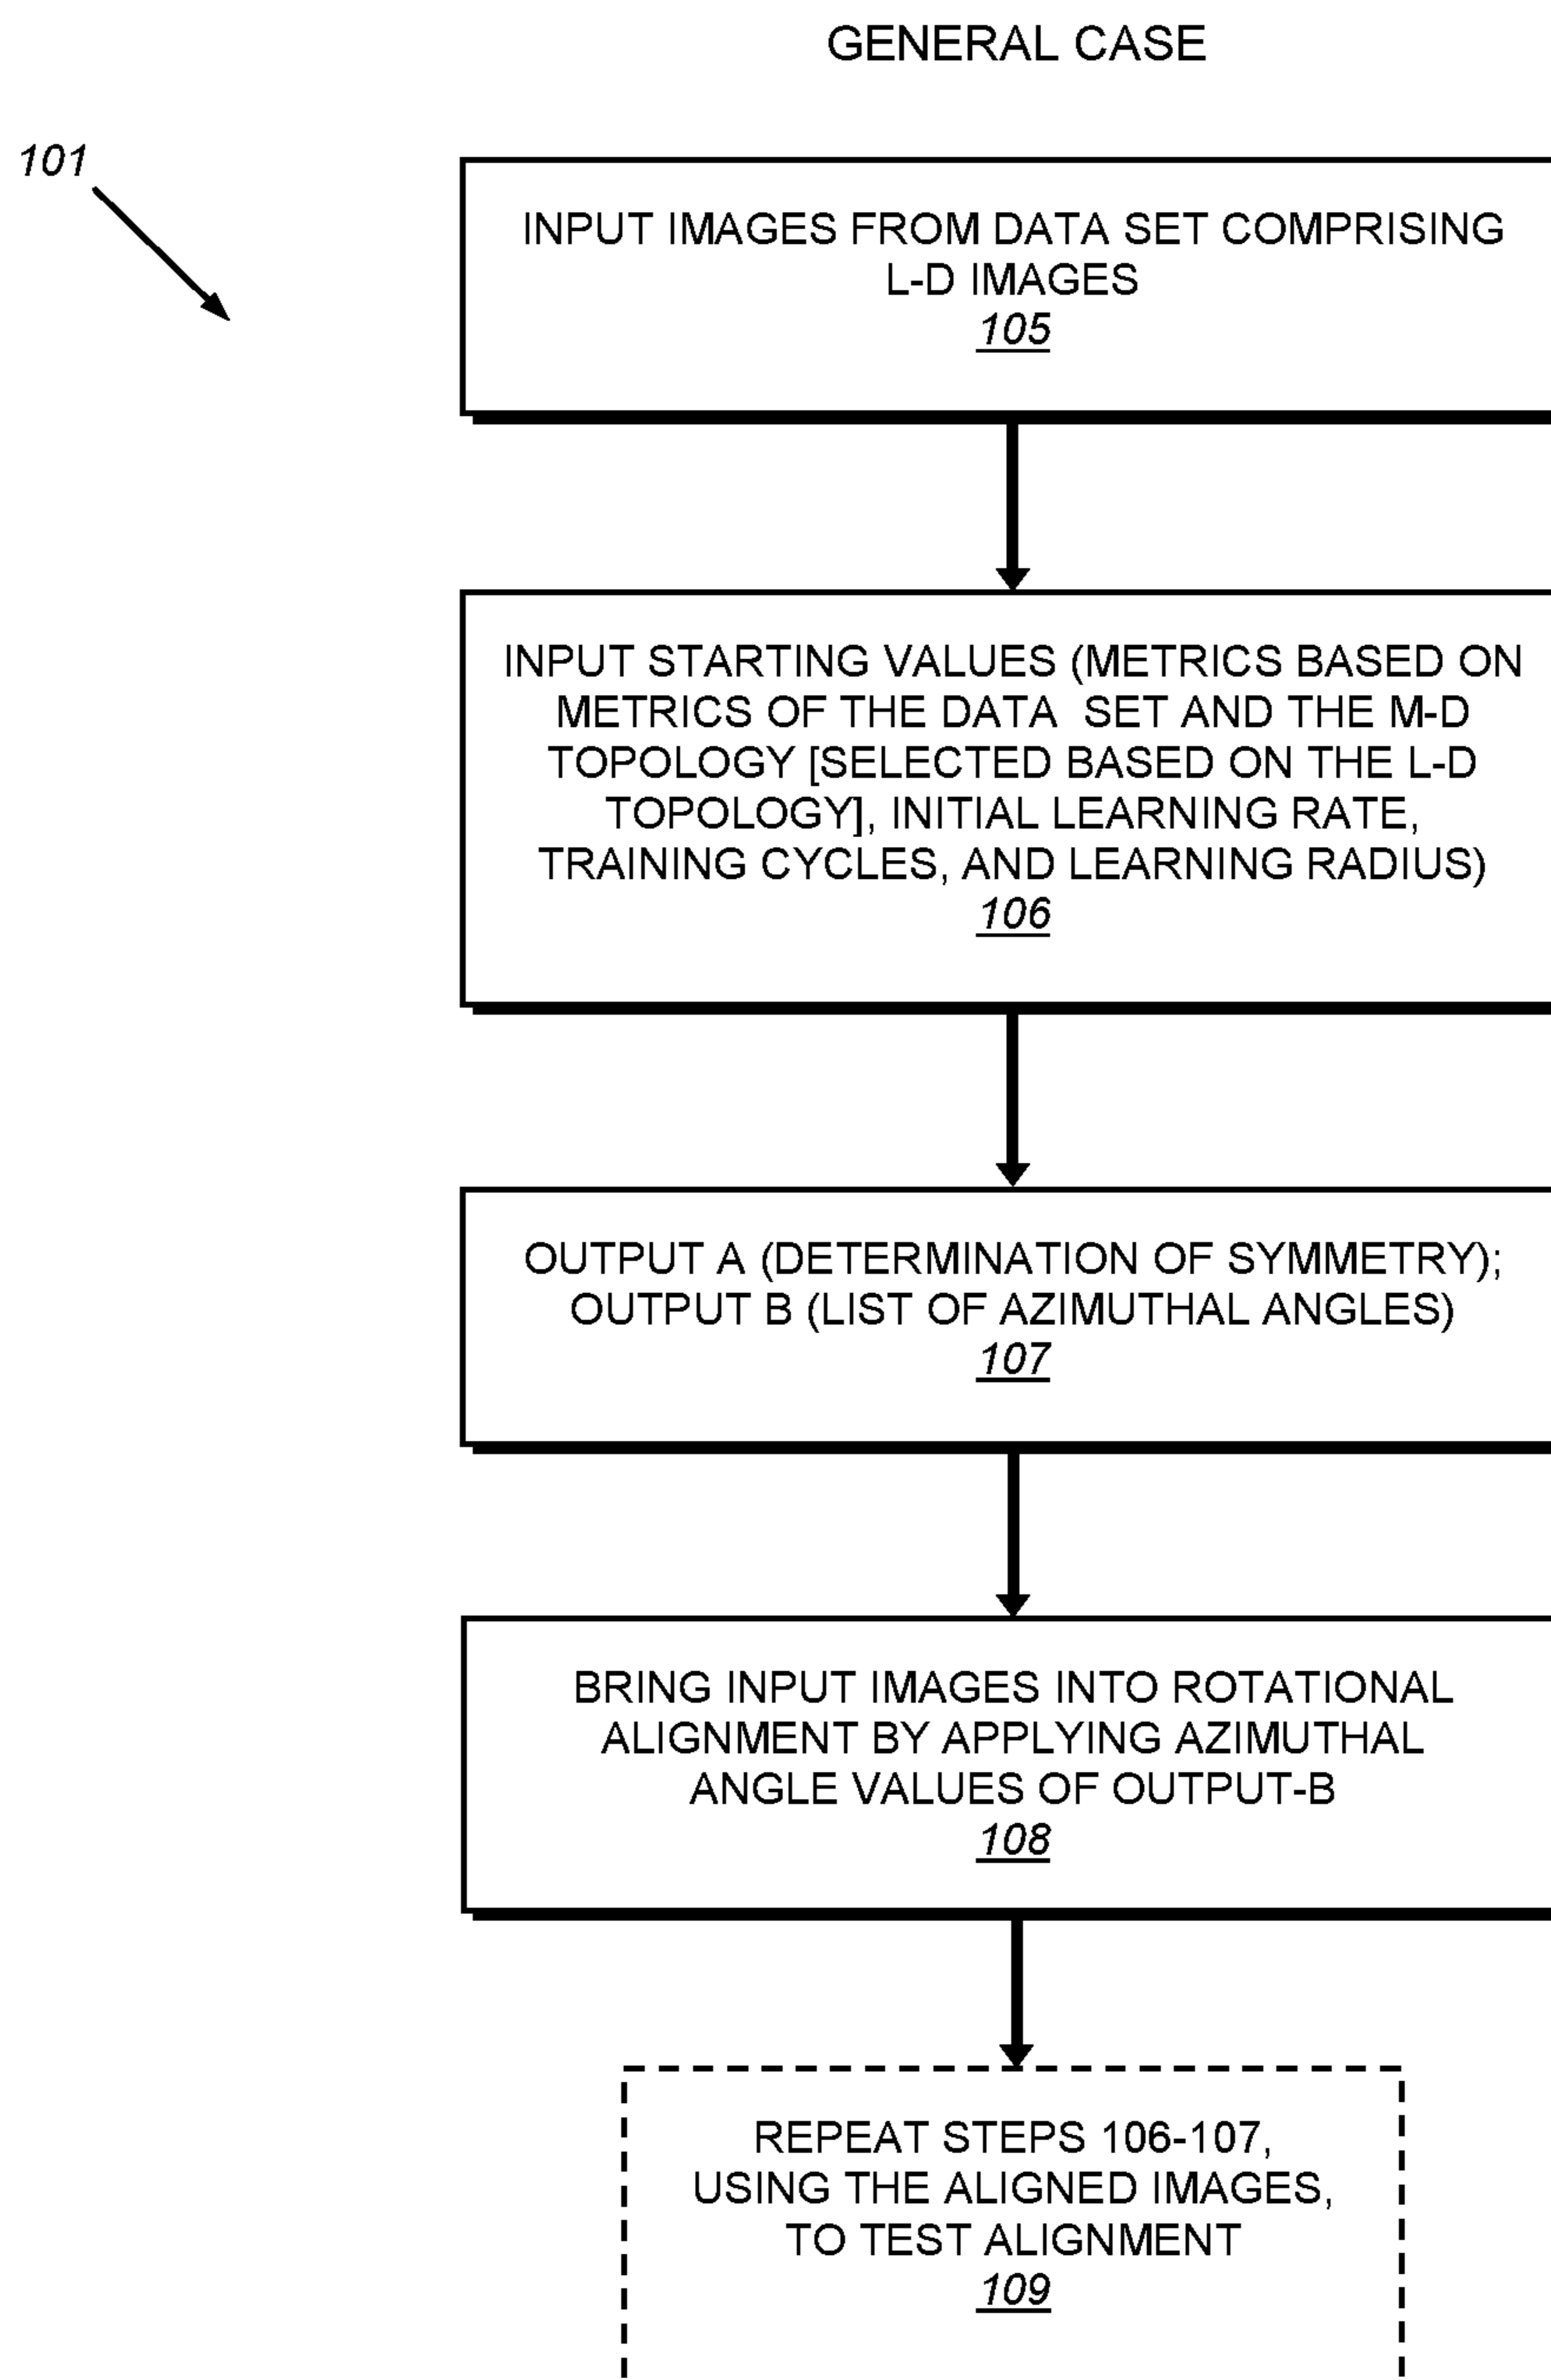 GENERAL CASE
101
INPUT IMAGES FROM DATA SET COMPRISING
L-D IMAGES
105
INPUT STARTING VALUES (METRICS BASED ON
METRICS OF THE DATA SET AND THE M-D
TOPOLOGY [SELECTED BASED ON THE L-D
TOPOLOGY], INITIAL LEARNING RATE,
TRAINING CYCLES, AND LEARNING RADIUS)
106
OUTPUT A (DETERMINATION OF SYMMETRY);
OUTPUT B (LIST OF AZIMUTHAL ANGLES)
107
BRING INPUT IMAGES INTO ROTATIONAL
ALIGNMENT BY APPLYING AZIMUTHAL
ANGLE VALUES OF OUTPUT-B
108
REPEAT STEPS 106-107,
USING THE ALIGNED IMAGES,
TO TEST ALIGNMENT
109